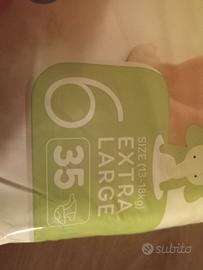 6
SIZE (13-18kg)
EXTRA
LARGE
35
subito